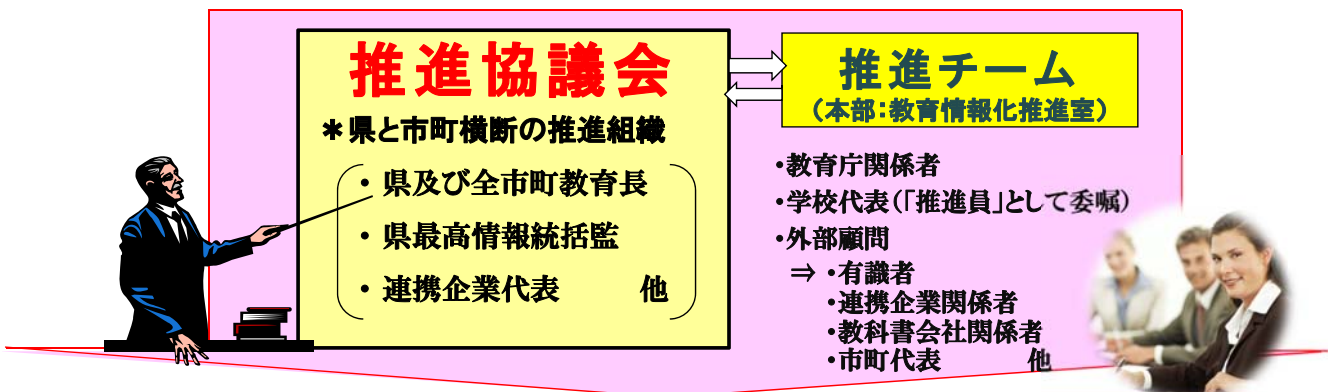 推進協議会
＊県と市町横断の推進組織
・ 県及び全市町教育長
・ 県最高情報統括監
・ 連携企業代表　　　他
推進チーム
（本部：教育情報化推進室）
・教育庁関係者
・学校代表（「推進員」として委嘱）
・外部顧問
⇒ ・有識者
・連携企業関係者
・教科書会社関係者
・市町代表　　　他